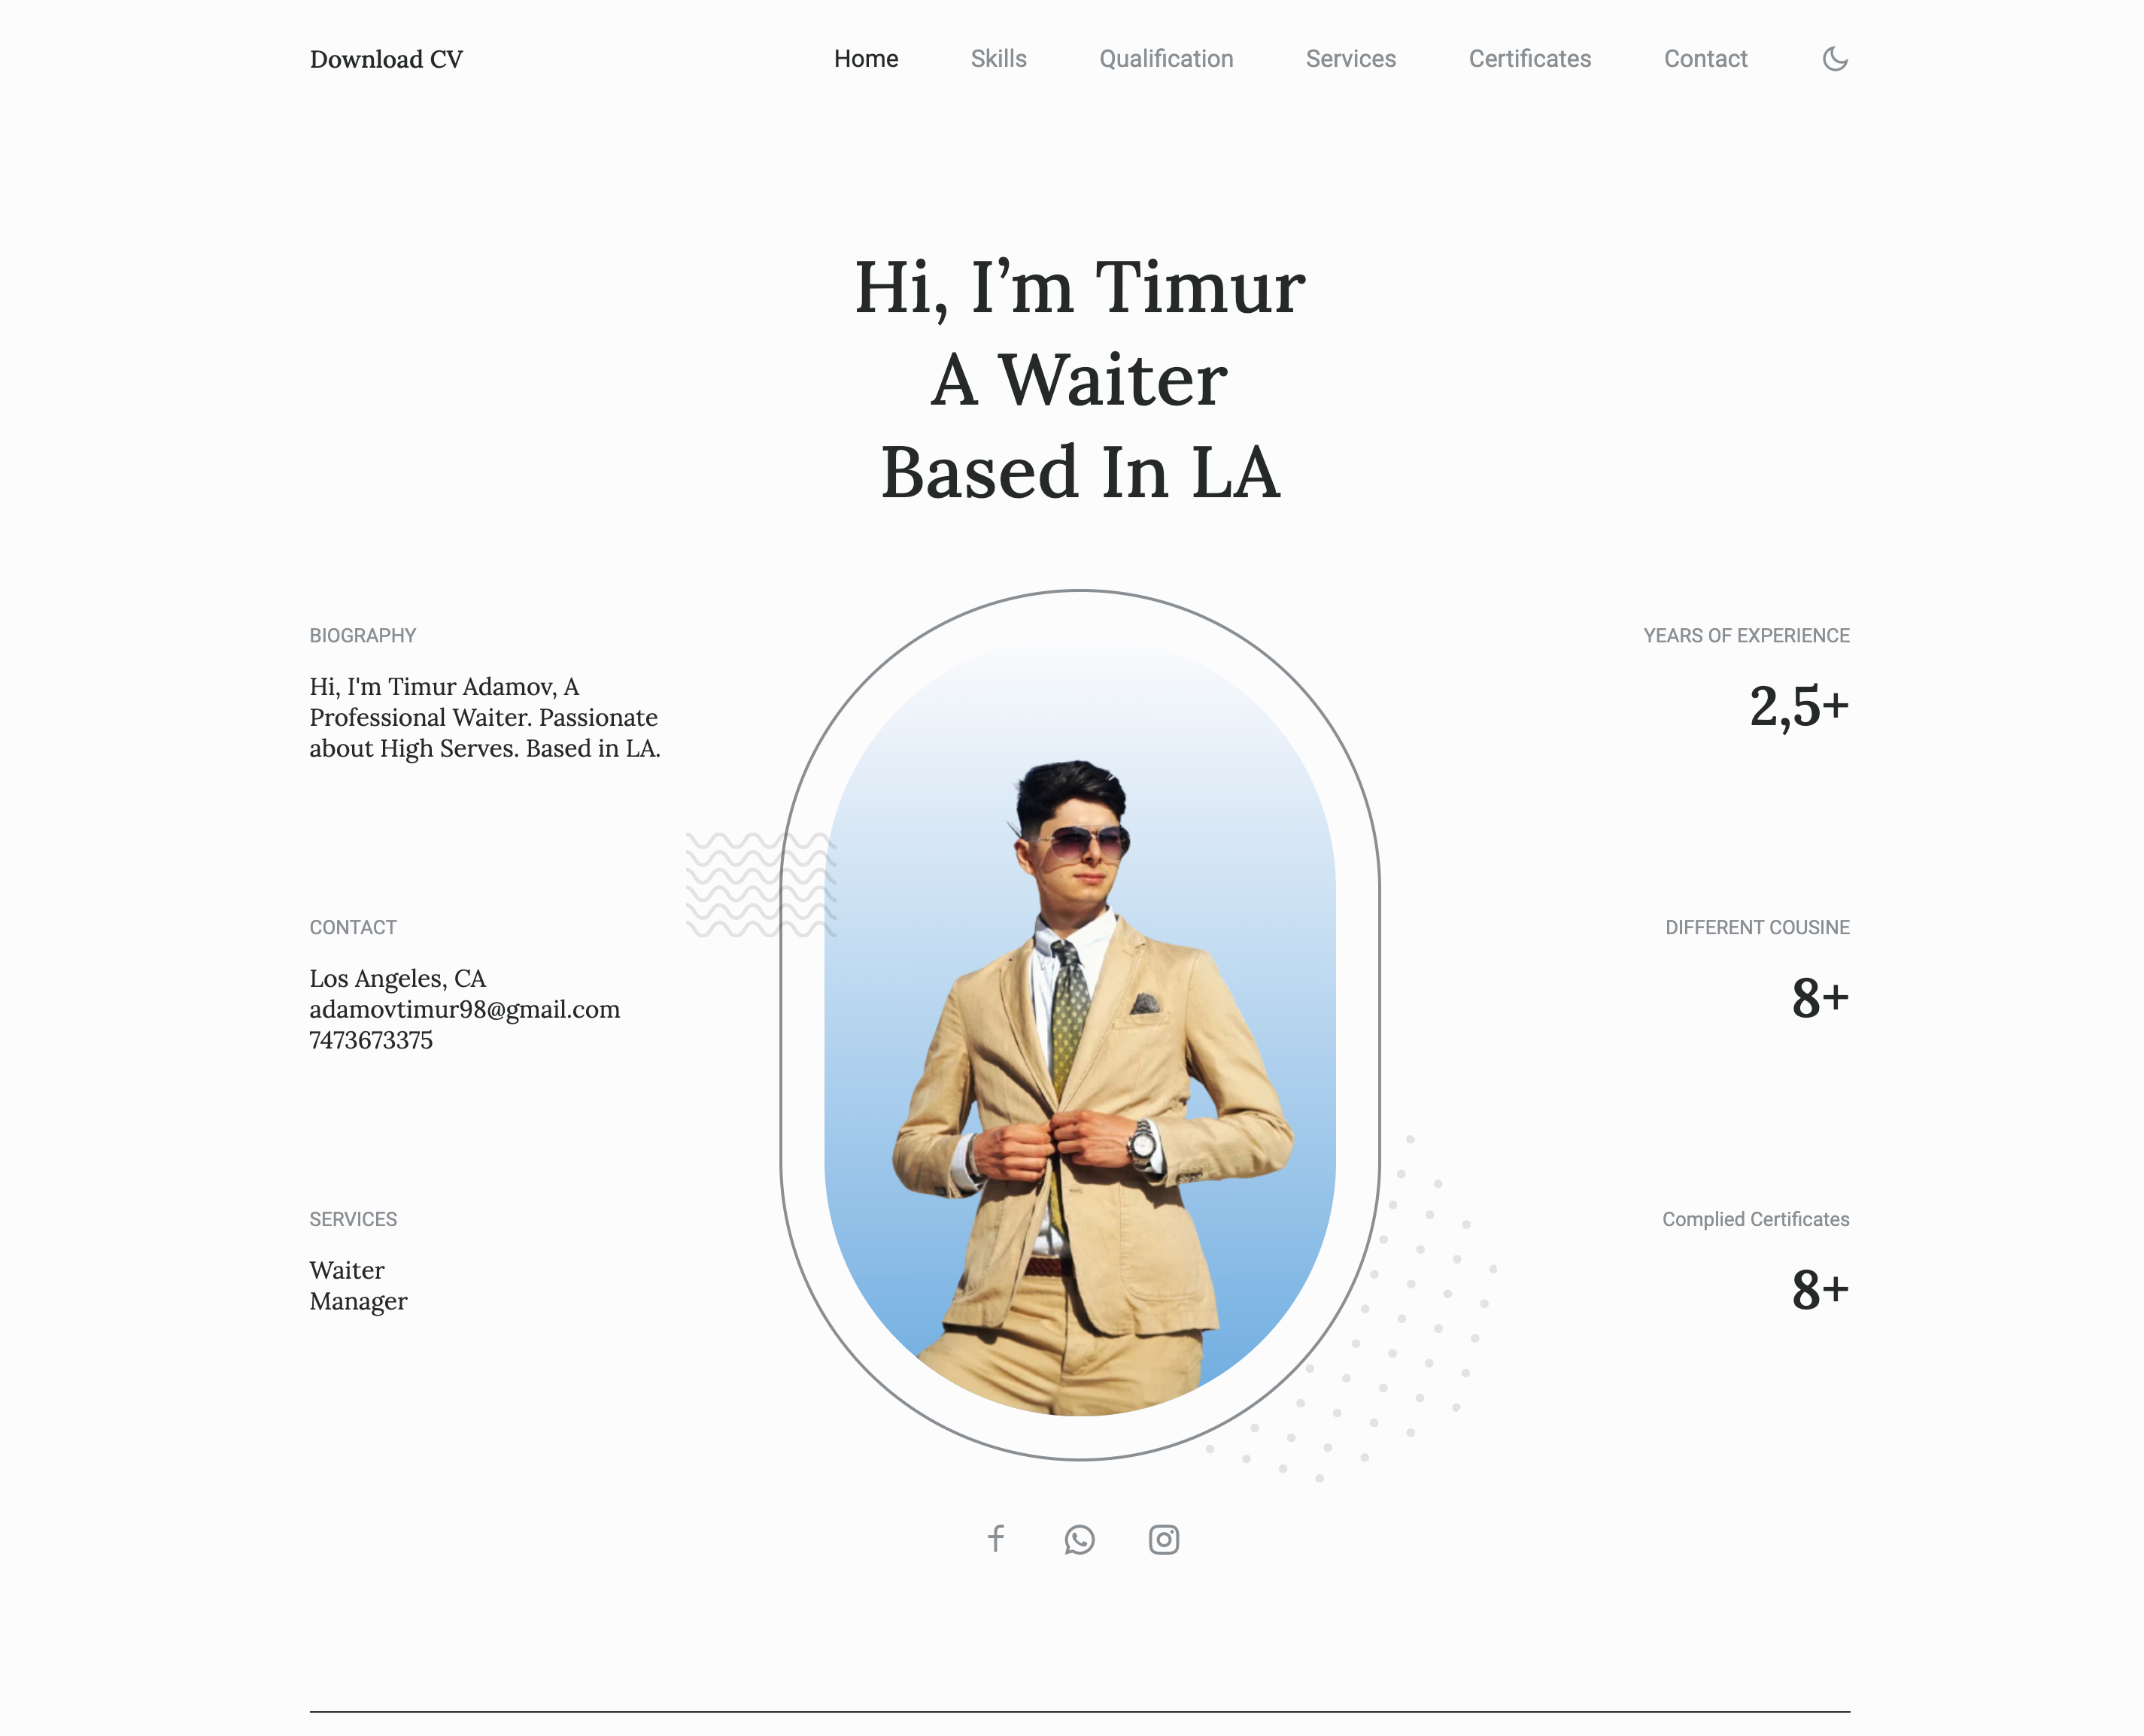 Download CV
Home
Skills
Qualification
Services
Certificates
Contact
Hi, I’m Timur
A Waiter
Based In LA
BIOGRAPHY
Hi, I'm Timur Adamov, A
Professional Waiter. Passionate
about High Serves. Based in LA.
CONTACT
Los Angeles, CA
adamovtimur98@gmail.com
7473673375
SERVICES
Waiter
Manager
YEARS OF EXPERIENCE
2,5+
DIFFERENT COUSINE
8+
Complied Certificates
8+